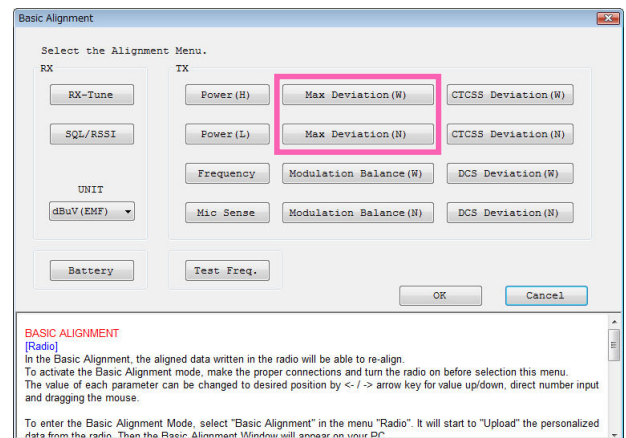 Basic Alignment
Select the Alignment Menu.
RX
TX
RX-Tune
Power(H)
Max Deviation(W)
CTCSS Deviation(W)
SQL/RSSI
Power(L)
Max Deviation(N)
CTCSS Deviation(N)
Frequency
Modulation Balance(W)
DCS Deviation(W)
UNIT
dBuV(EMF)
Mic Sense
Modulation Balance(N)
DCS Deviation(N)
Battery
Test Freq.
OK
Cancel
BASIC ALIGNMENT
[Radio]
In the Basic Alignment, the aligned data written in the radio will be able to re-align.
To activate the Basic Alignment mode, make the proper connections and turn the radio on before selection this menu.
The value of each parameter can be changed to desired position by <- / -> arrow key for value up/down, direct number input
and dragging the mouse.
To enter the Basic Alignment Mode, select "Basic Alignment" in the menu "Radio". It will start to "Upload" the personalized
data from the radio. Then the Basic Alignment Window will appear on your PC.